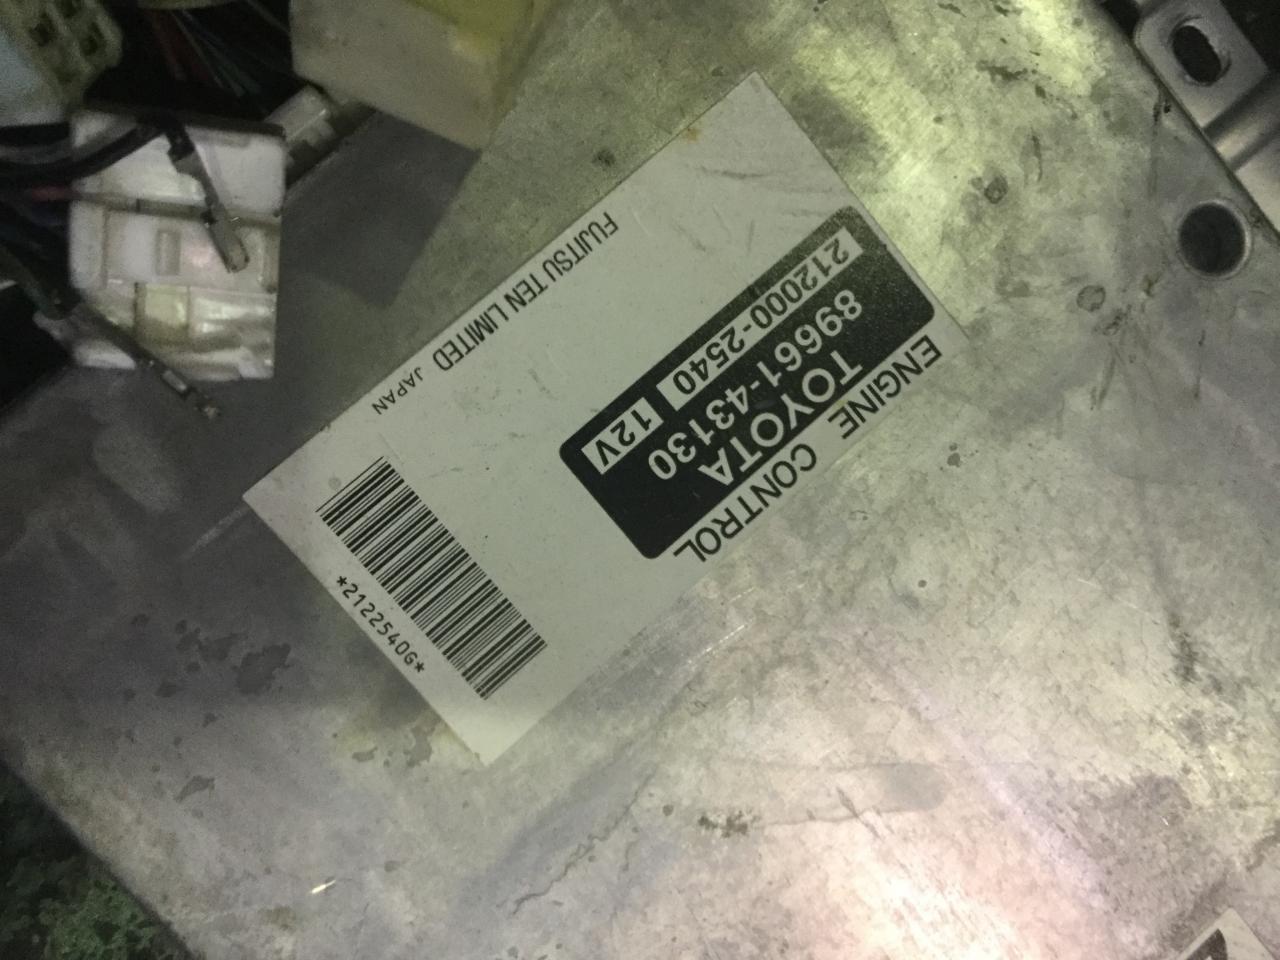 ENGINE CONTROL
TOYOTA
89661-43130
212000-2540 12V
FUJITSU TEN LIMITED JAPAN
*2122540G*